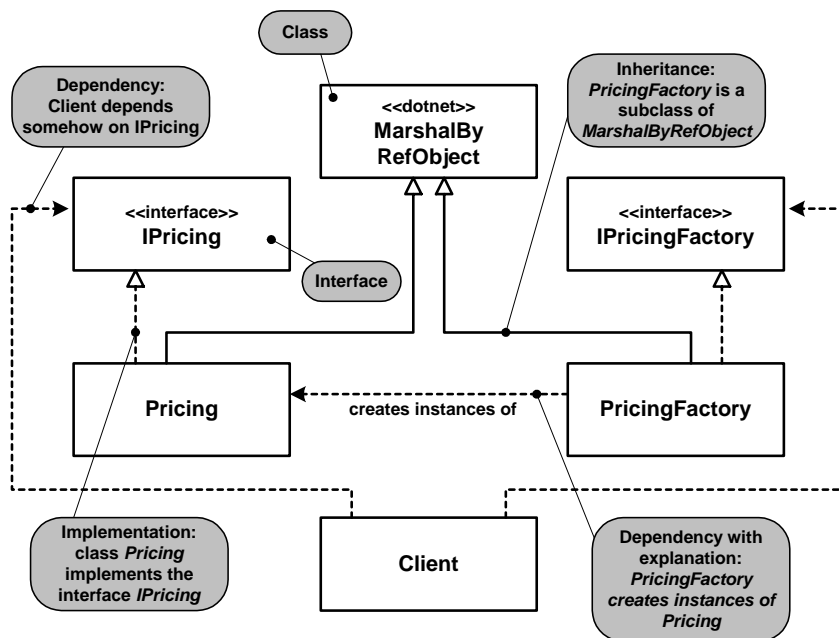 Class
Dependency:
Client depends
somehow on IPricing
Inheritance:
PricingFactory is a
subclass of
MarshalByRefObject
<<dotnet>>
MarshalBy
RefObject
<<interface>>
IPricing
<<interface>>
IPricingFactory
Interface
Pricing
creates instances of
PricingFactory
Implementation:
class Pricing
implements the
interface IPricing
Client
Dependency with
explanation:
PricingFactory
creates instances of
Pricing